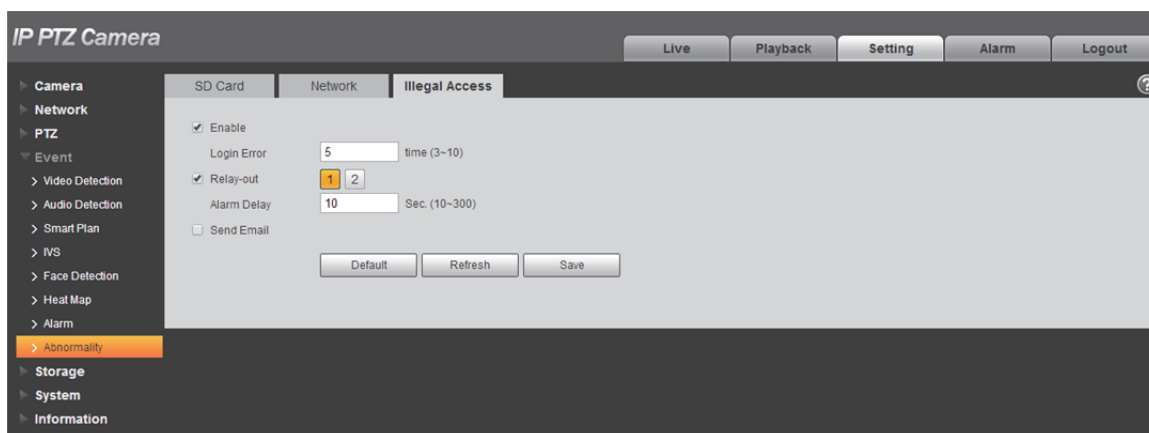 IP PTZ Camera
Live Playback Setting Alarm Logout
Camera
Network
PTZ
Event
Video Detection
Audio Detection
Smart Plan
IVS
Face Detection
Heat Map
Alarm
Abnormality
Storage
System
Information
SD Card Network Illegal Access
?
Enable
Login Error 5 time (3~10)
Relay-out 1 2
Alarm Delay 10 Sec. (10~300)
Send Email
Default Refresh Save